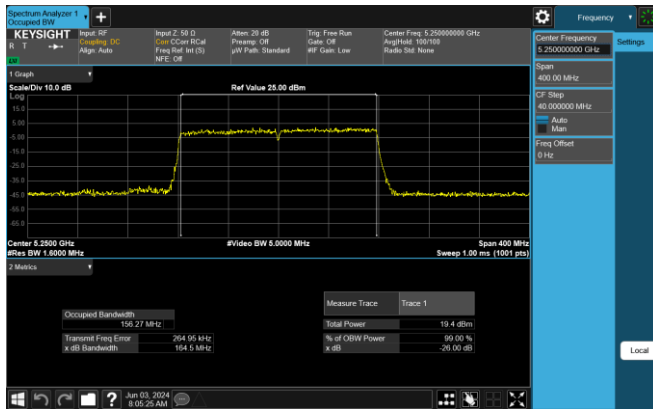 Spectrum Analyzer 1
Occupied BW
+
Frequency
KEYSIGHT
R T
Input: RF
Coupling: DC
Align: Auto
Input Z: 50 Ω
Corr CCorr RCal
Freq Ref: Int (S)
NFE: Off
Atten: 20 dB
Preamp: Off
µW Path: Standard
Trig: Free Run
Gate: Off
#IF Gain: Low
Center Freq: 5.250000000 GHz
Avg|Hold: 100/100
Radio Std: None
Center Frequency
5.250000000 GHz
Settings
Span
400.00 MHz
CF Step
40.000000 MHz
Auto
Man
Freq Offset
0 Hz
1 Graph
Scale/Div 10.0 dB
Ref Value 25.00 dBm
Log
15.0
5.00
-5.00
-15.0
-25.0
-35.0
-45.0
-55.0
-65.0
Center 5.2500 GHz
#Video BW 5.0000 MHz
Span 400 MHz
#Res BW 1.6000 MHz
Sweep 1.00 ms (1001 pts)
2 Metrics
Measure Trace
Trace 1
Occupied Bandwidth
156.27 MHz
Total Power
19.4 dBm
Transmit Freq Error
264.95 kHz
% of OBW Power
99.00 %
x dB Bandwidth
164.5 MHz
x dB
-26.00 dB
Local
?
Jun 03, 2024
8:05:25 AM